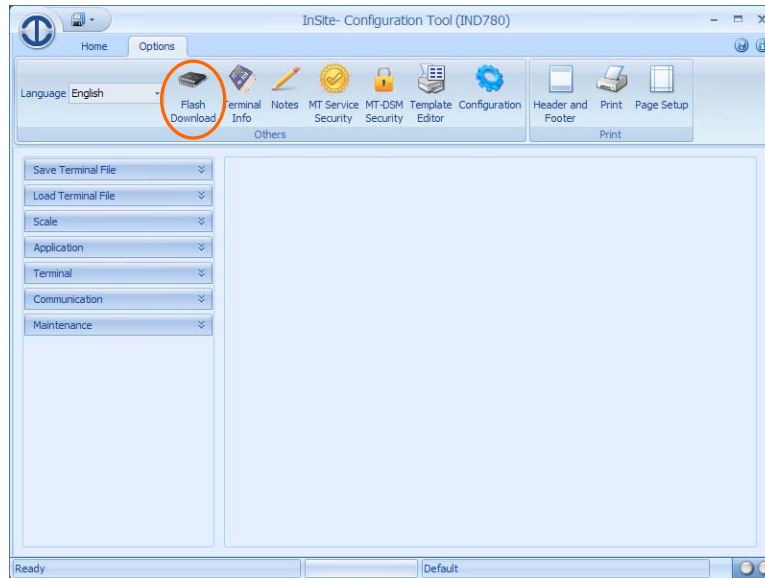 InSite- Configuration Tool (IND780)
Home Options
Language English
Flash Download
Terminal Info
Notes
MT Service Security
MT-DSM Security
Template Editor
Configuration
Header and Footer
Print
Page Setup
Others
Print
Save Terminal File
Load Terminal File
Scale
Application
Terminal
Communication
Maintenance
Ready
Default